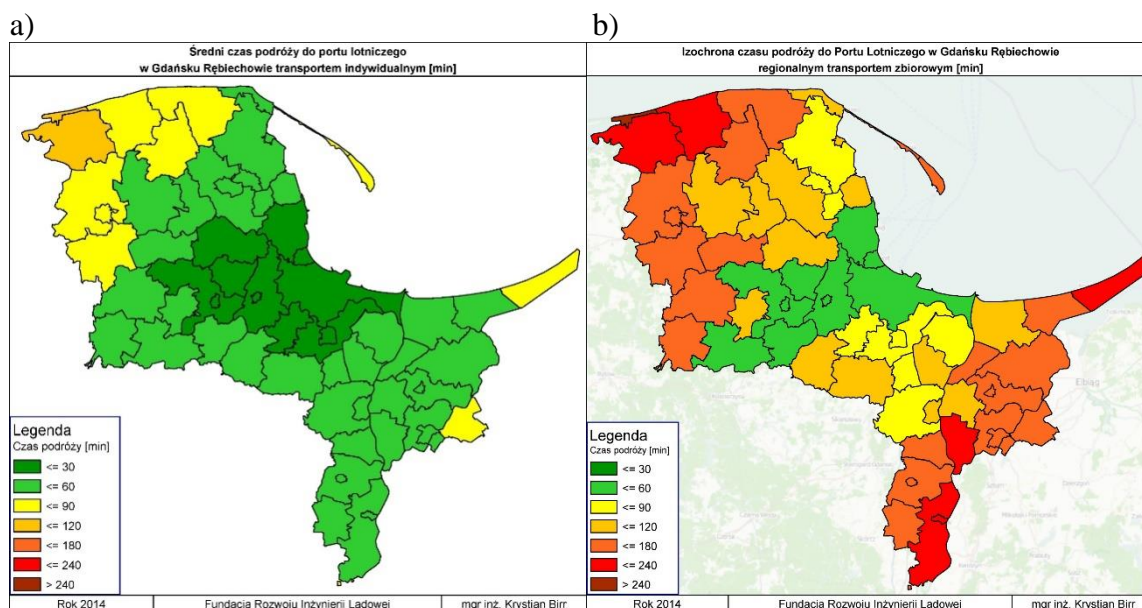 a)
Średni czas podróży do portu lotniczego
w Gdańsku Rębiechowie transportem indywidualnym [min]
Legenda
Czas podróży [min]
<= 30
<= 60
<= 90
<= 120
<= 180
<= 240
> 240
Rok 2014 Fundacja Rozwoju Inżynierii Lądowej mgr inż. Krystian Birr
b)
Izochrona czasu podróży do Portu Lotniczego w Gdańsku Rębiechowie
regionalnym transportem zbiorowym [min]
Elbląg
Legenda
Czas podróży [min]
<= 30
<= 60
<= 90
<= 120
<= 180
<= 240
> 240
Rok 2014 Fundacja Rozwoju Inżynierii Lądowej mgr inż. Krystian Birr